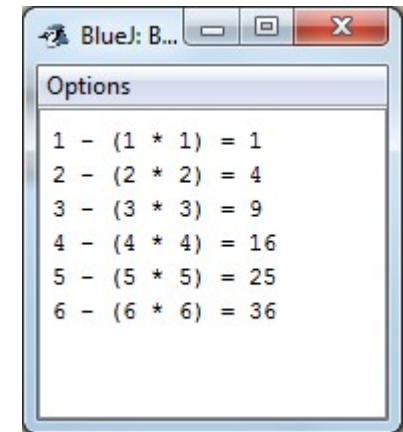 BlueJ: B...
Options
1 - (1 * 1) = 1
2 - (2 * 2) = 4
3 - (3 * 3) = 9
4 - (4 * 4) = 16
5 - (5 * 5) = 25
6 - (6 * 6) = 36